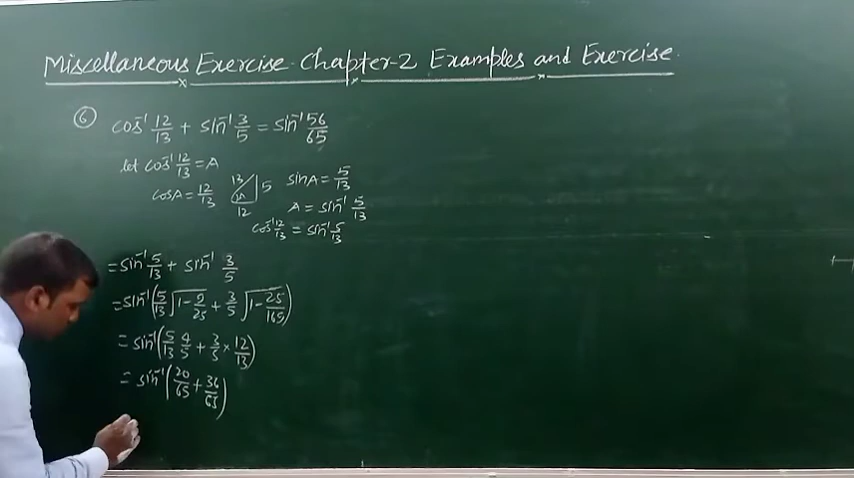 Miscellaneous Exercise Chapter-2 Examples and Exercise.
⑥ cos⁻¹ 12/13 + sin⁻¹ 3/5 = sin⁻¹ 56/65
let cos⁻¹ 12/13 = A
cosA = 12/13
13 5
12
sinA = 5/13
A = sin⁻¹ 5/13
cos⁻¹ 12/13 = sin⁻¹ 5/13
= sin⁻¹ 5/13 + sin⁻¹ 3/5
= sin⁻¹(5/13 √(1-9/25) + 3/5 √(1-25/169))
= sin⁻¹(5/13 4/5 + 3/5 × 12/13)
= sin⁻¹(20/65 + 36/65)